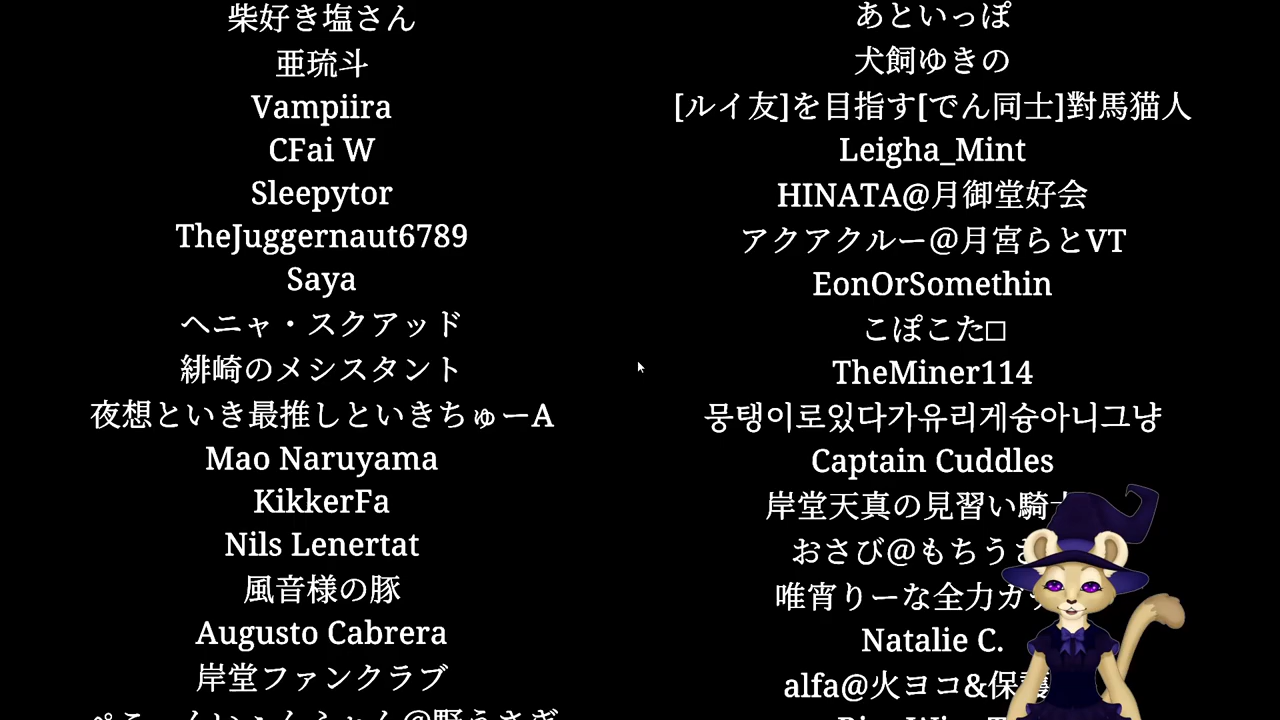 柴好き塩さん
亜琉斗
Vampiira
CFai W
Sleepytor
TheJuggernaut6789
Saya
ヘニャ・スクアッド
緋崎のメシスタント
夜想といき最推しといきちゅーA
Mao Naruyama
KikkerFa
Nils Lenertat
風音様の豚
Augusto Cabrera
岸堂ファンクラブ
あといっぽ
犬飼ゆきの
[ルイ友]を目指す[でん同士]對馬猫人
Leigha_Mint
HINATA@月御堂好会
アクアクルー@月宮らとVT
EonOrSomethin
こぽこた□
TheMiner114
뭉탱이로있다가유리게슝아니그냥
Captain Cuddles
岸堂天真の見習い騎
おさび@もちう
唯宵りーな全力ガ
Natalie C.
alfa@火ヨコ&保